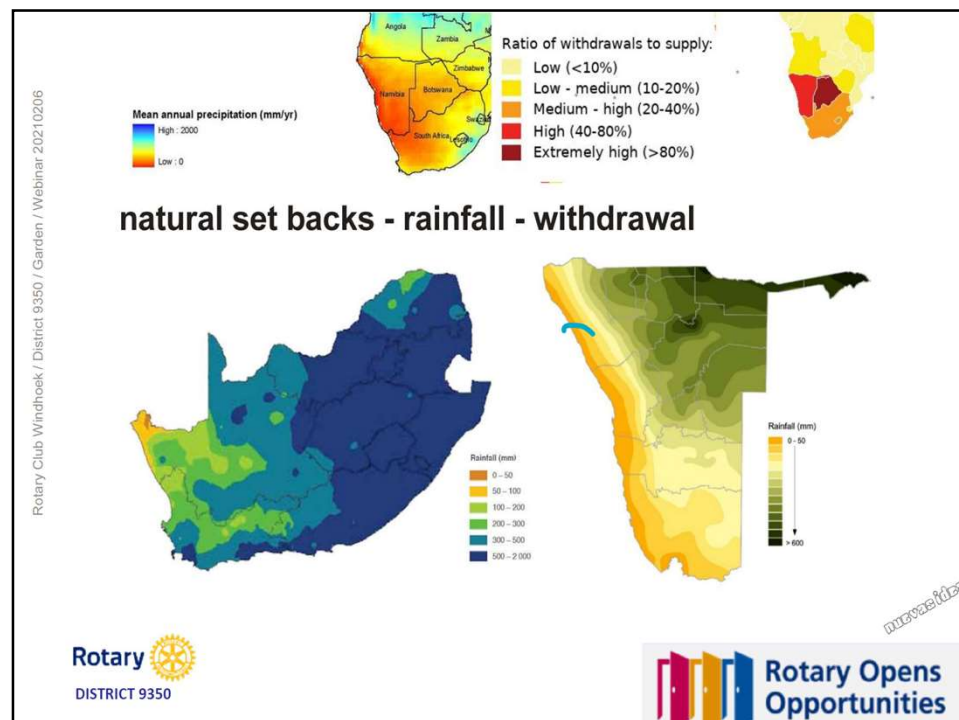 Angola
Zambia
Zimbabwe
Namibia
Botswana
South Africa
Lesotho
Mean annual precipitation (mm/yr)
High : 2000
Low : 0
Ratio of withdrawals to supply:
Low (<10%)
Low - medium (10-20%)
Medium - high (20-40%)
High (40-80%)
Extremely high (>80%)
Rotary Club Windhoek / District 9350 / Garden / Webinar 20210206
natural set backs - rainfall - withdrawal
Rainfall (mm)
0 – 50
50 – 100
100 – 200
200 – 300
300 – 500
500 – 2 000
Rainfall (mm)
0 - 50
> 600
Rotary
DISTRICT 9350
Rotary Opens
Opportunities